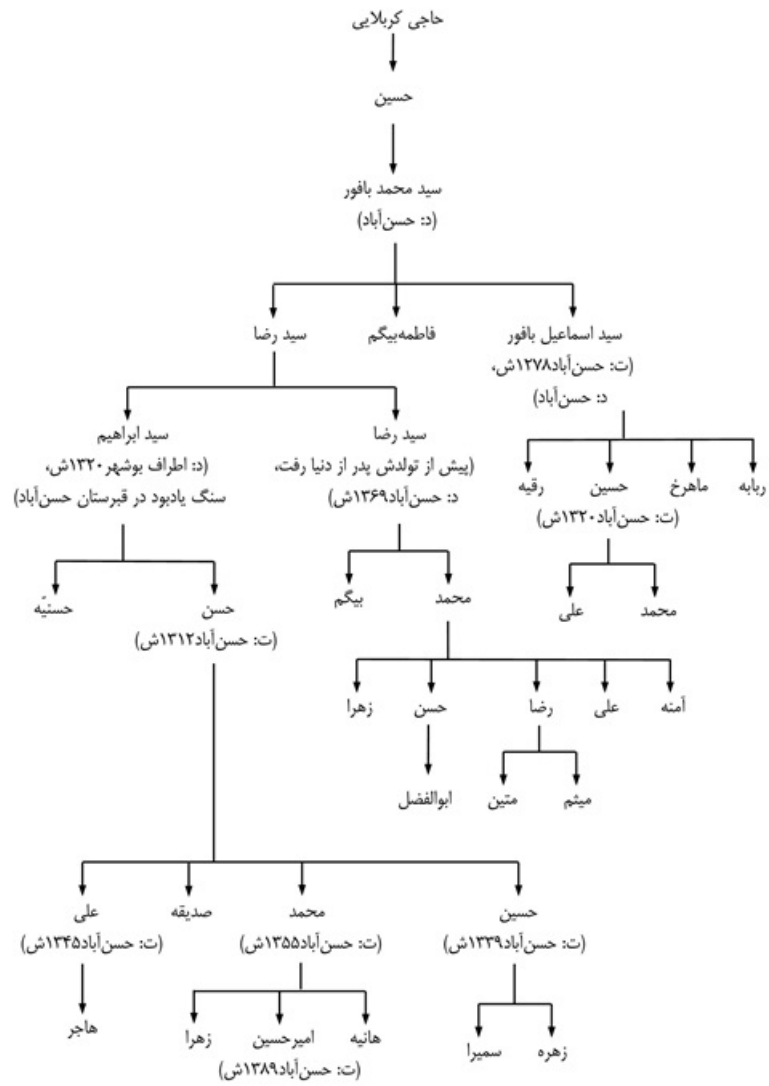 حاجی کربلایی
حسین
سید محمد بافور
(د: حسن‌آباد)
سید اسماعیل بافور
(ت: حسن‌آباد۱۲۷۸ش،
د: حسن‌آباد)
فاطمه‌بیگم
سید رضا
ربابه
ماهرخ
حسین
(ت: حسن‌آباد۱۳۲۰ش)
رقیه
محمد
علی
سید رضا
(پیش از تولدش پدر از دنیا رفت،
د: حسن‌آباد۱۳۶۹ش)
سید ابراهیم
(د: اطراف بوشهر۱۳۲۰ش،
سنگ یادبود در قبرستان حسن‌آباد)
محمد
بیگم
حسن
(ت: حسن‌آباد۱۳۱۲ش)
حسنیّه
آمنه
علی
رضا
حسن
زهرا
میثم
متین
ابوالفضل
حسین
(ت: حسن‌آباد۱۳۳۹ش)
محمد
(ت: حسن‌آباد۱۳۵۵ش)
صدیقه
علی
(ت: حسن‌آباد۱۳۴۵ش)
زهره
سمیرا
هانیه
امیرحسین
(ت: حسن‌آباد۱۳۸۹ش)
زهرا
هاجر